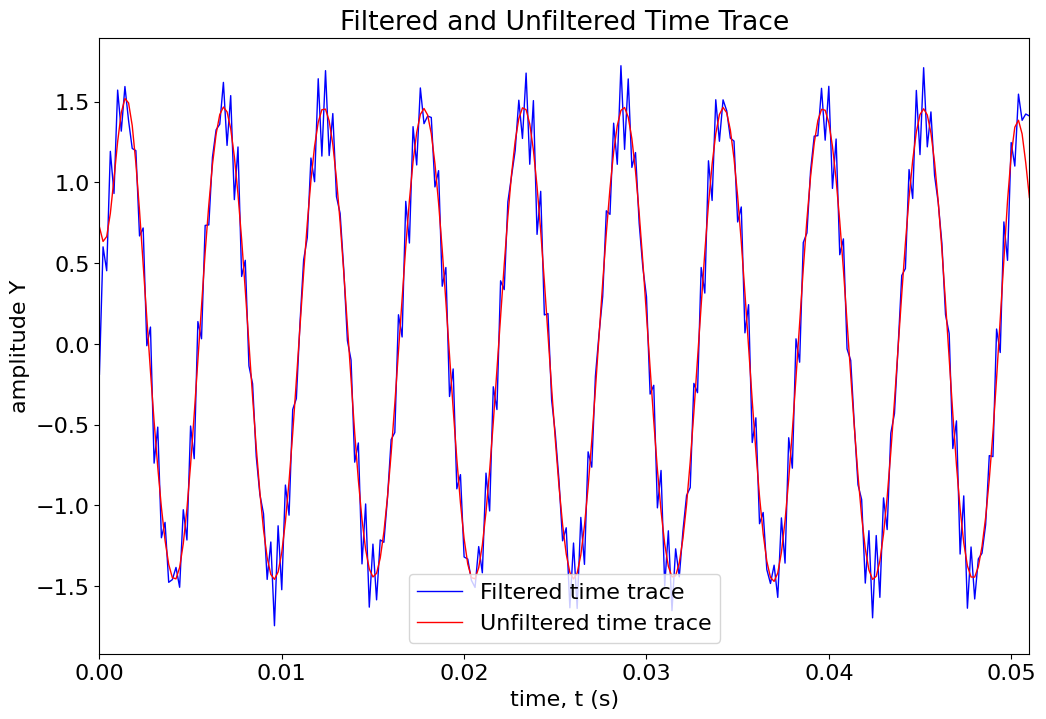 Filtered and Unfiltered Time Trace
amplitude Y
1.5
1.0
0.5
0.0
−0.5
−1.0
−1.5
Filtered time trace
Unfiltered time trace
0.00 0.01 0.02 0.03 0.04 0.05
time, t (s)